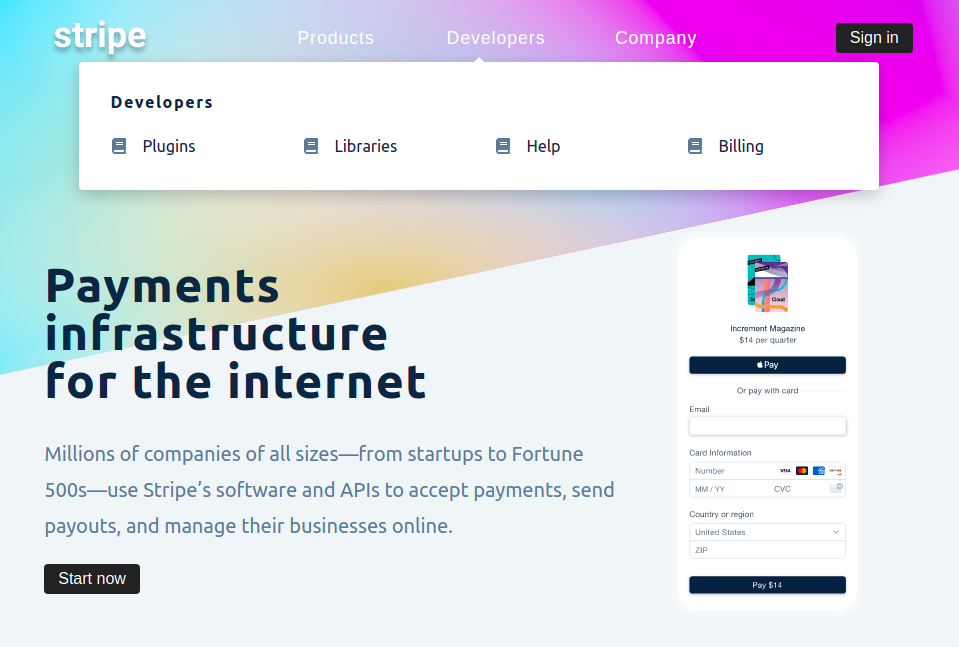 stripe
Products Developers Company
Sign in
Developers
Plugins Libraries Help Billing
Payments
infrastructure
for the internet
Millions of companies of all sizes—from startups to Fortune
500s—use Stripe’s software and APIs to accept payments, send
payouts, and manage their businesses online.
Start now
Cloud
Increment Magazine
$14 per quarter
Pay
Or pay with card
Email
Card Information
Number VISA
MM / YY CVC
Country or region
United States
ZIP
Pay $14